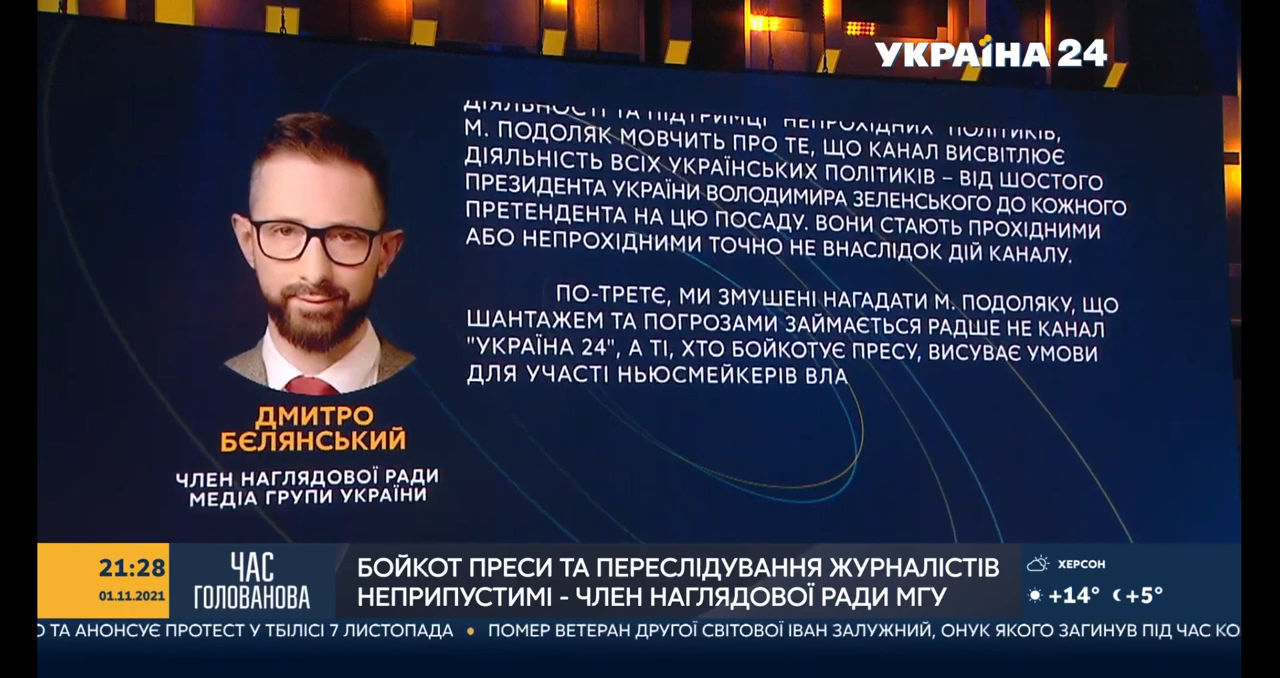 УКРАЇНА 24
ДІЯЛЬНОСТІ ТА ПІДТРИМЦІ "НЕПРОХІДНИХ" ПОЛІТИКІВ,
М. ПОДОЛЯК МОВЧИТЬ ПРО ТЕ, ЩО КАНАЛ ВИСВІТЛЮЄ
ДІЯЛЬНІСТЬ ВСІХ УКРАЇНСЬКИХ ПОЛІТИКІВ – ВІД ШОСТОГО
ПРЕЗИДЕНТА УКРАЇНИ ВОЛОДИМИРА ЗЕЛЕНСЬКОГО ДО КОЖНОГО
ПРЕТЕНДЕНТА НА ЦЮ ПОСАДУ. ВОНИ СТАЮТЬ ПРОХІДНИМИ
АБО НЕПРОХІДНИМИ ТОЧНО НЕ ВНАСЛІДОК ДІЙ КАНАЛУ.
ПО-ТРЕТЄ, МИ ЗМУШЕНІ НАГАДАТИ М. ПОДОЛЯКУ, ЩО
ШАНТАЖЕМ ТА ПОГРОЗАМИ ЗАЙМАЄТЬСЯ РАДШЕ НЕ КАНАЛ
"УКРАЇНА 24", А ТІ, ХТО БОЙКОТУЄ ПРЕСУ, ВИСУВАЄ УМОВИ
ДЛЯ УЧАСТІ НЬЮСМЕЙКЕРІВ ВЛА
ДМИТРО
БЄЛЯНСЬКИЙ
ЧЛЕН НАГЛЯДОВОЇ РАДИ
МЕДІА ГРУПИ УКРАЇНИ
21:28
01.11.2021
ЧАС
ГОЛОВАНОВА
БОЙКОТ ПРЕСИ ТА ПЕРЕСЛІДУВАННЯ ЖУРНАЛІСТІВ
НЕПРИПУСТИМІ - ЧЛЕН НАГЛЯДОВОЇ РАДИ МГУ
ХЕРСОН
+14° +5°
О ТА АНОНСУЄ ПРОТЕСТ У ТБІЛІСІ 7 ЛИСТОПАДА • ПОМЕР ВЕТЕРАН ДРУГОЇ СВІТОВОЇ ІВАН ЗАЛУЖНИЙ, ОНУК ЯКОГО ЗАГИНУВ ПІД ЧАС КО